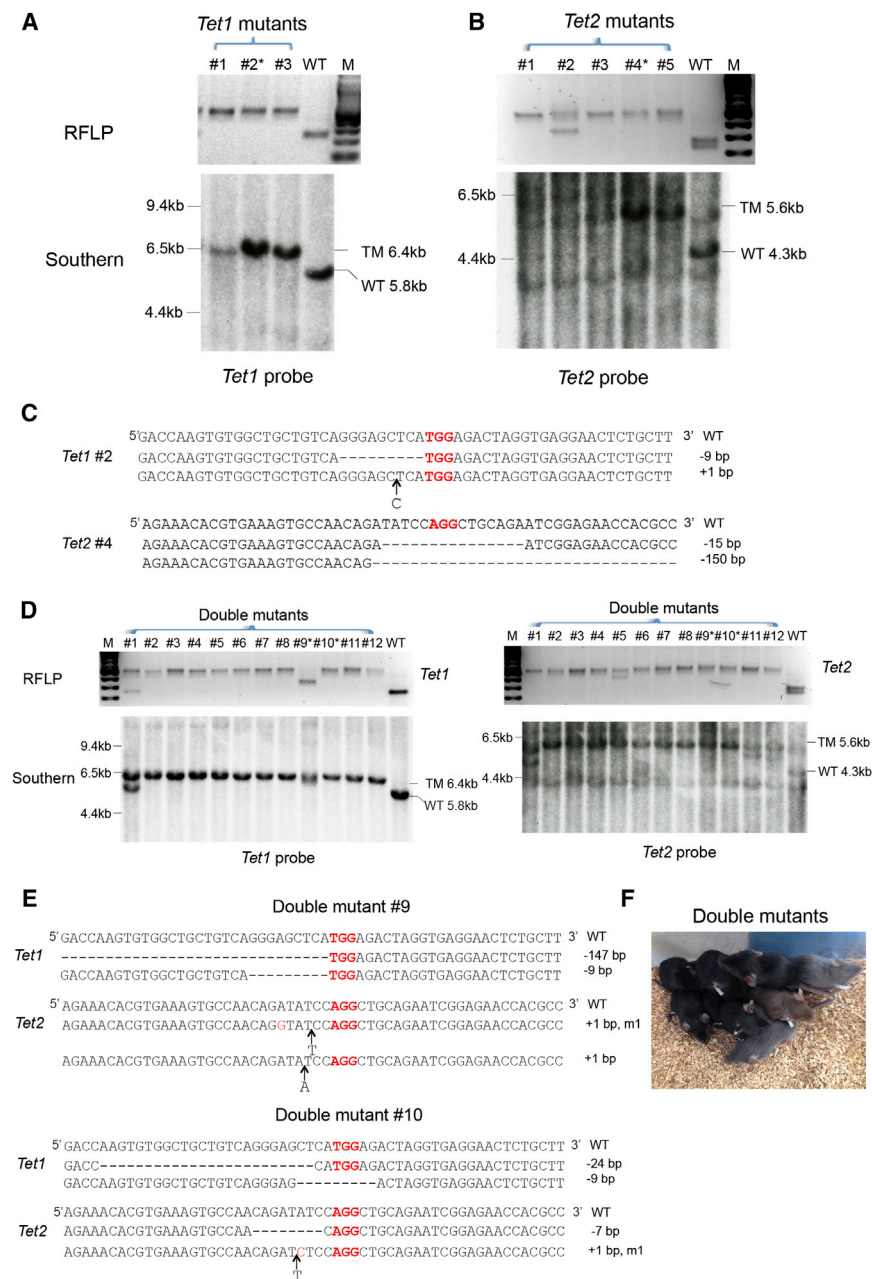 A
Tet1 mutants
#1 #2* #3 WT M
RFLP
Southern
9.4kb
6.5kb
4.4kb
TM 6.4kb
WT 5.8kb
Tet1 probe
B
Tet2 mutants
#1 #2 #3 #4* #5 WT M
6.5kb
4.4kb
TM 5.6kb
WT 4.3kb
Tet2 probe
C
5'GACCAAGTGTGGCTGCTGTCAGGGAGCTCATGGAGACTAGGTGAGGAACTCTGCTT 3' WT
Tet1 #2
GACCAAGTGTGGCTGCTGTCA----------TGGAGACTAGGTGAGGAACTCTGCTT -9 bp
GACCAAGTGTGGCTGCTGTCAGGGAGCTCATGGAGACTAGGTGAGGAACTCTGCTT +1 bp
C
5'AGAAACACGTGAAAGTGCCAACAGATATCCAGGCTGCAGAATCGGAGAACCACGCC 3' WT
Tet2 #4
AGAAACACGTGAAAGTGCCAACAGA---------------ATCGGAGAACCACGCC -15 bp
AGAAACACGTGAAAGTGCCAACAG-------------------------------- -150 bp
D
Double mutants
M #1 #2 #3 #4 #5 #6 #7 #8 #9* #10* #11 #12 WT
RFLP
Tet1
Southern
9.4kb
6.5kb
4.4kb
TM 6.4kb
WT 5.8kb
Tet1 probe
Double mutants
M #1 #2 #3 #4 #5 #6 #7 #8 #9* #10* #11 #12 WT
Tet2
6.5kb
4.4kb
TM 5.6kb
WT 4.3kb
Tet2 probe
E
Double mutant #9
5'GACCAAGTGTGGCTGCTGTCAGGGAGCTCATGGAGACTAGGTGAGGAACTCTGCTT 3' WT
Tet1
------------------------------TGGAGACTAGGTGAGGAACTCTGCTT -147 bp
GACCAAGTGTGGCTGCTGTCA---------TGGAGACTAGGTGAGGAACTCTGCTT -9 bp
5'AGAAACACGTGAAAGTGCCAACAGATATCCAGGCTGCAGAATCGGAGAACCACGCC 3' WT
Tet2
AGAAACACGTGAAAGTGCCAACAGGTATCCAGGCTGCAGAATCGGAGAACCACGCC +1 bp, m1
T
AGAAACACGTGAAAGTGCCAACAGATATCCAGGCTGCAGAATCGGAGAACCACGCC +1 bp
A
Double mutant #10
5'GACCAAGTGTGGCTGCTGTCAGGGAGCTCATGGAGACTAGGTGAGGAACTCTGCTT 3' WT
Tet1
GACC------------------------CATGGAGACTAGGTGAGGAACTCTGCTT -24 bp
GACCAAGTGTGGCTGCTGTCAGGGAG---------ACTAGGTGAGGAACTCTGCTT -9 bp
5'AGAAACACGTGAAAGTGCCAACAGATATCCAGGCTGCAGAATCGGAGAACCACGCC 3' WT
Tet2
AGAAACACGTGAAAGTGCCAA--------CAGGCTGCAGAATCGGAGAACCACGCC -7 bp
AGAAACACGTGAAAGTGCCAACAGATCTCCAGGCTGCAGAATCGGAGAACCACGCC +1 bp, m1
T
F
Double mutants